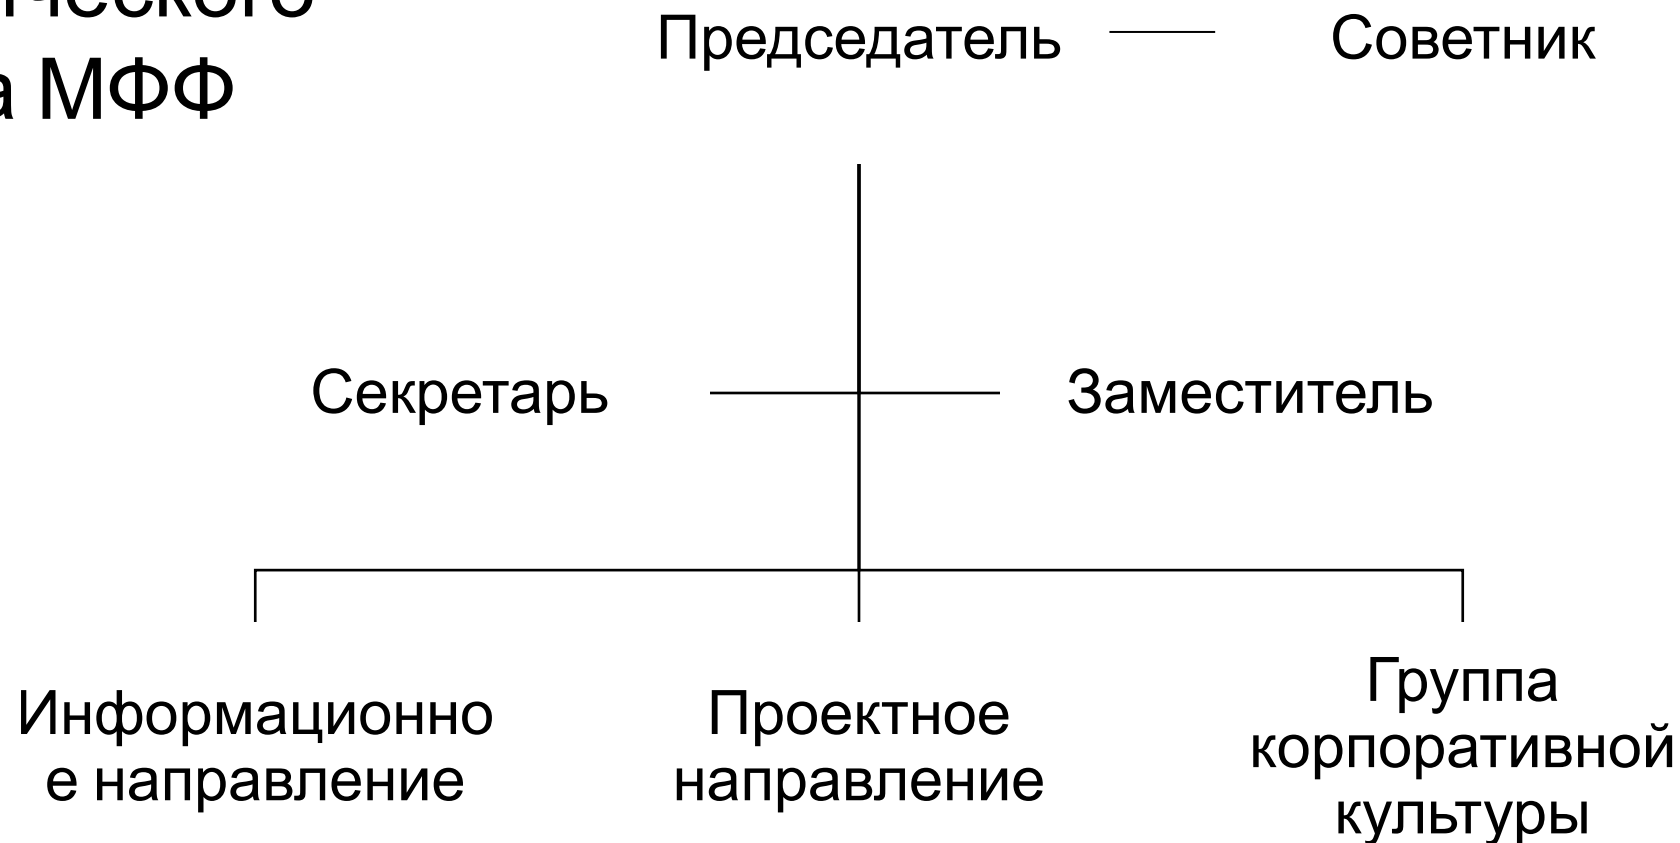 а МФФ
Председатель
Советник
Секретарь
Заместитель
Информационно
е направление
Проектное
направление
Группа
корпоративной
культуры